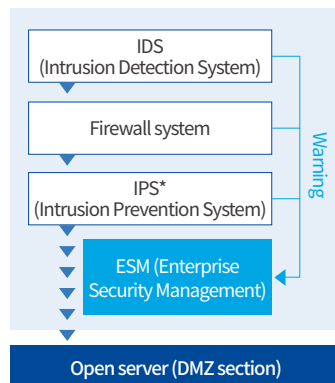 IDS
(Intrusion Detection System)
Firewall system
Warning
IPS*
(Intrusion Prevention System)
ESM (Enterprise
Security Management)
Open server (DMZ section)